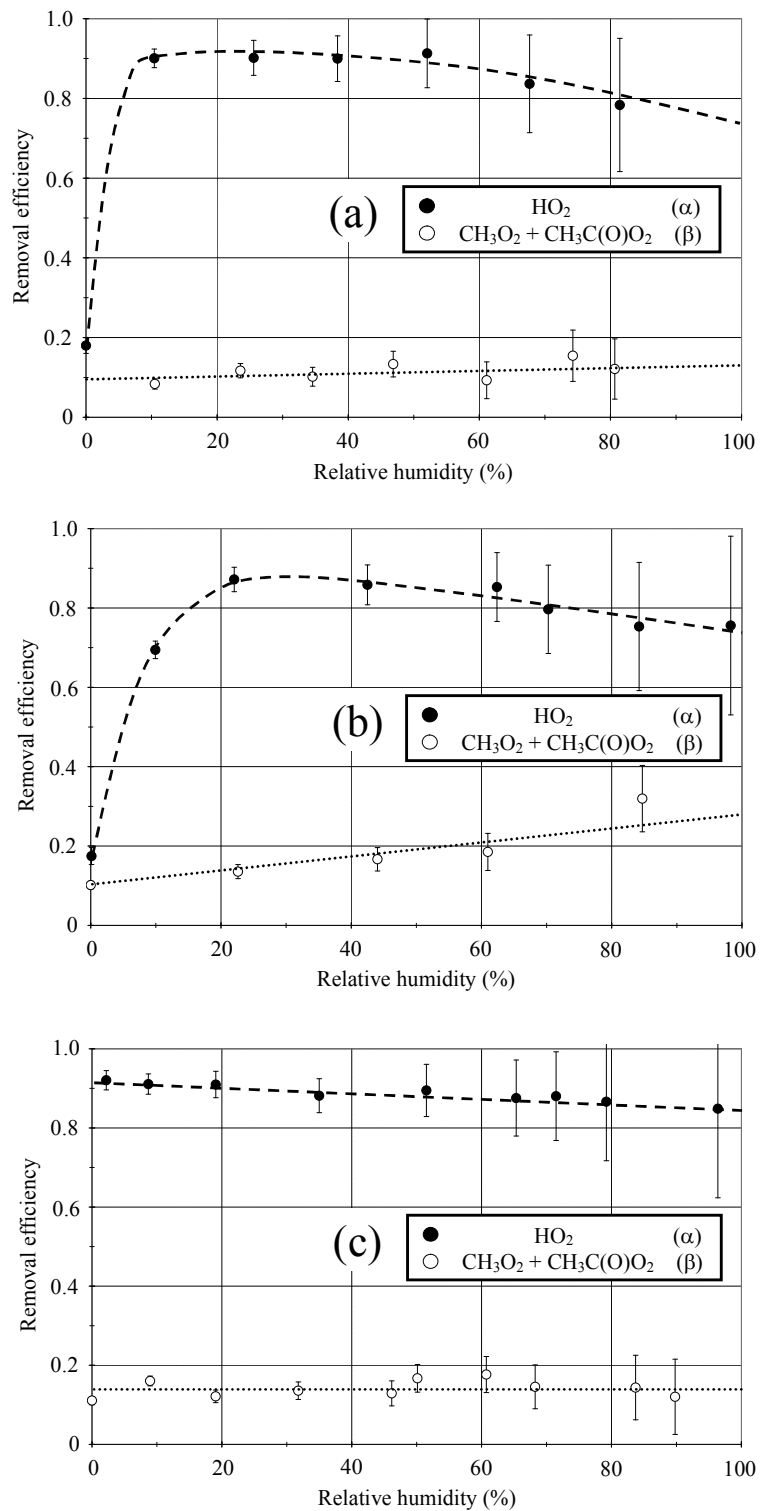 1.0
0.8
0.6
0.4
0.2
0
Removal efficiency
(a)
HO₂ (α)
CH₃O₂ + CH₃C(O)O₂ (β)
0 20 40 60 80 100
Relative humidity (%)
1.0
0.8
0.6
0.4
0.2
0
Removal efficiency
(b)
HO₂ (α)
CH₃O₂ + CH₃C(O)O₂ (β)
0 20 40 60 80 100
Relative humidity (%)
1.0
0.8
0.6
0.4
0.2
0
Removal efficiency
(c)
HO₂ (α)
CH₃O₂ + CH₃C(O)O₂ (β)
0 20 40 60 80 100
Relative humidity (%)